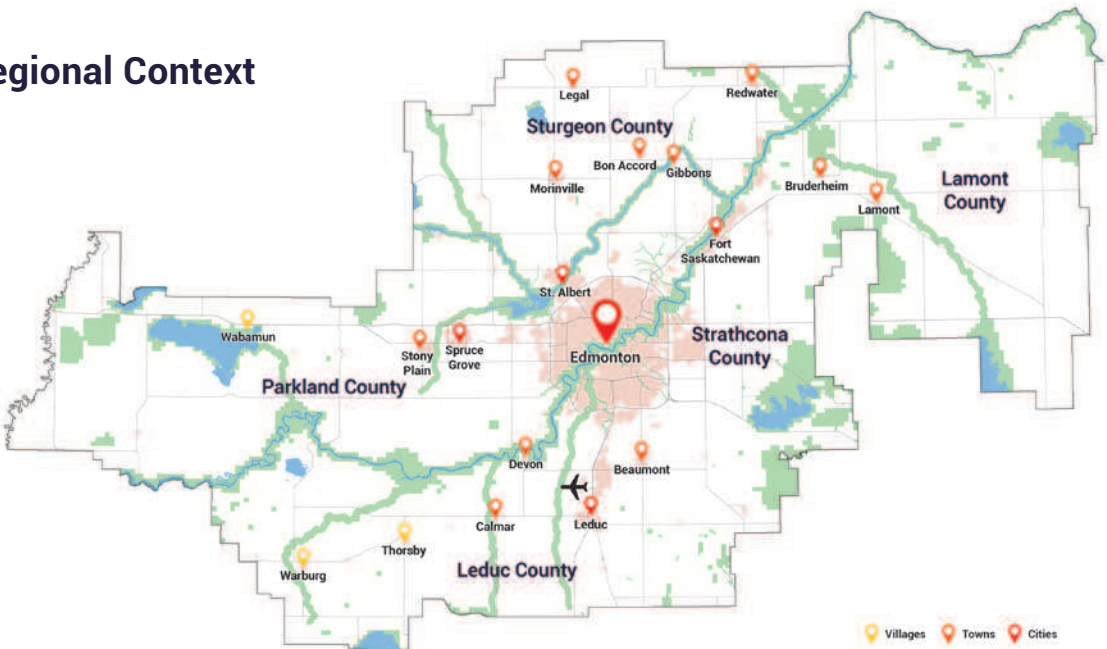 egional Context
Legal
Redwater
Sturgeon County
Bon Accord
Gibbons
Morinville
Bruderheim
Lamont
Lamont
County
Fort
Saskatchewan
St. Albert
Wabamun
Stony
Plain
Spruce
Grove
Edmonton
Strathcona
County
Parkland County
Devon
Beaumont
Calmar
Leduc
Thorsby
Warburg
Leduc County
Villages Towns Cities